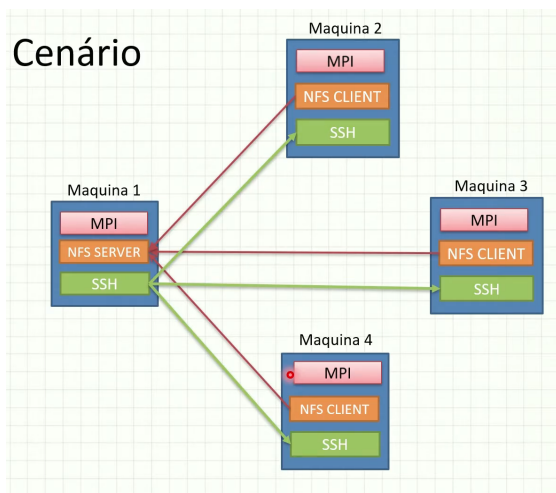 Cenário
Maquina 2
MPI
NFS CLIENT
SSH
Maquina 1
MPI
NFS SERVER
SSH
Maquina 3
MPI
NFS CLIENT
SSH
Maquina 4
MPI
NFS CLIENT
SSH